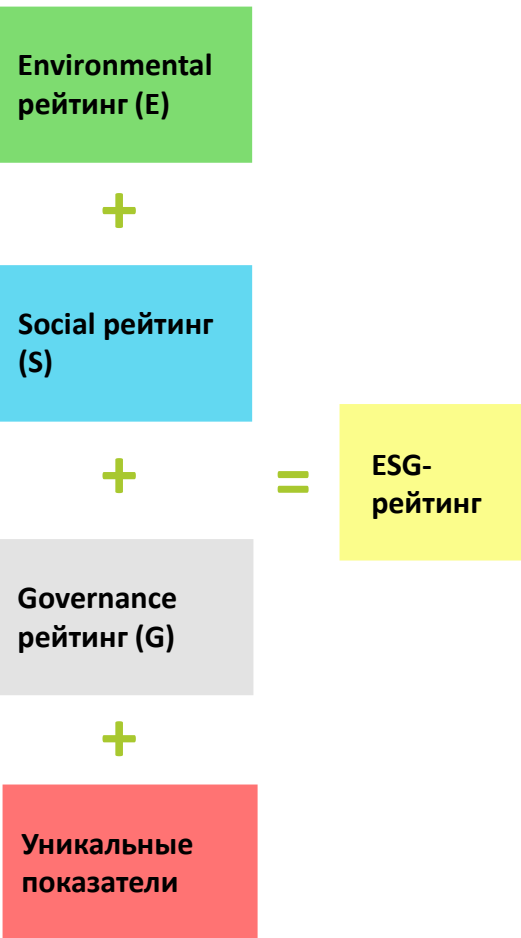 Environmental
рейтинг (E)
+
Social рейтинг
(S)
+
=
ESG-
рейтинг
Governance
рейтинг (G)
+
Уникальные
показатели